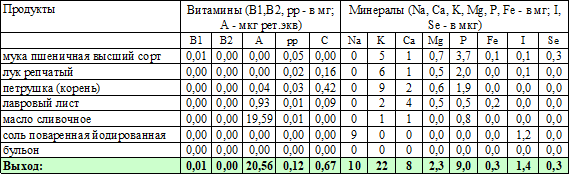 Продукты Витамины (B1,B2, pp - в мг; Минералы (Na, Ca, K, Mg, P, Fe - в мг; I,
A - мкг рет.экв) Se - в мкг)
B1 B2 A pp C Na K Ca Mg P Fe I Se
мука пшеничная высший сорт 0,01 0,00 0,00 0,05 0,00 0 5 1 0,7 3,7 0,1 0,1 0,3
лук репчатый 0,00 0,00 0,00 0,02 0,16 0 6 1 0,5 2,0 0,0 0,1 0,0
петрушка (корень) 0,00 0,00 0,04 0,03 0,42 0 9 2 0,6 1,9 0,0 0,0 0,0
лавровый лист 0,00 0,00 0,93 0,01 0,09 0 2 4 0,5 0,5 0,2 0,0 0,0
масло сливочное 0,00 0,00 19,59 0,01 0,00 0 1 1 0,0 0,8 0,0 0,0 0,0
соль поваренная йодированная 0,00 0,00 0,00 0,00 0,00 9 0 0 0,0 0,0 0,0 1,2 0,0
бульон 0,00 0,00 0,00 0,00 0,00 0 0 0 0,0 0,0 0,0 0,0 0,0
Выход: 0,01 0,00 20,56 0,12 0,67 10 22 8 2,3 9,0 0,3 1,4 0,3